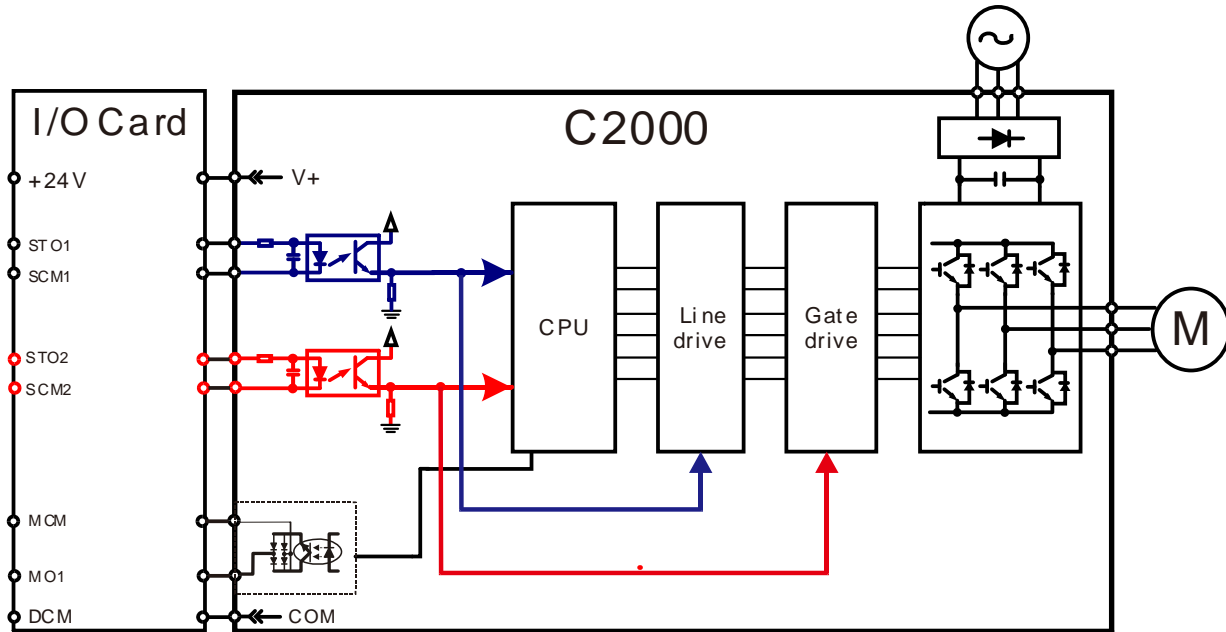 I/O Card
C2000
+24V
V+
STO1
SCM1
CPU
Line
drive
Gate
drive
M
STO2
SCM2
MCM
MO1
DCM
COM